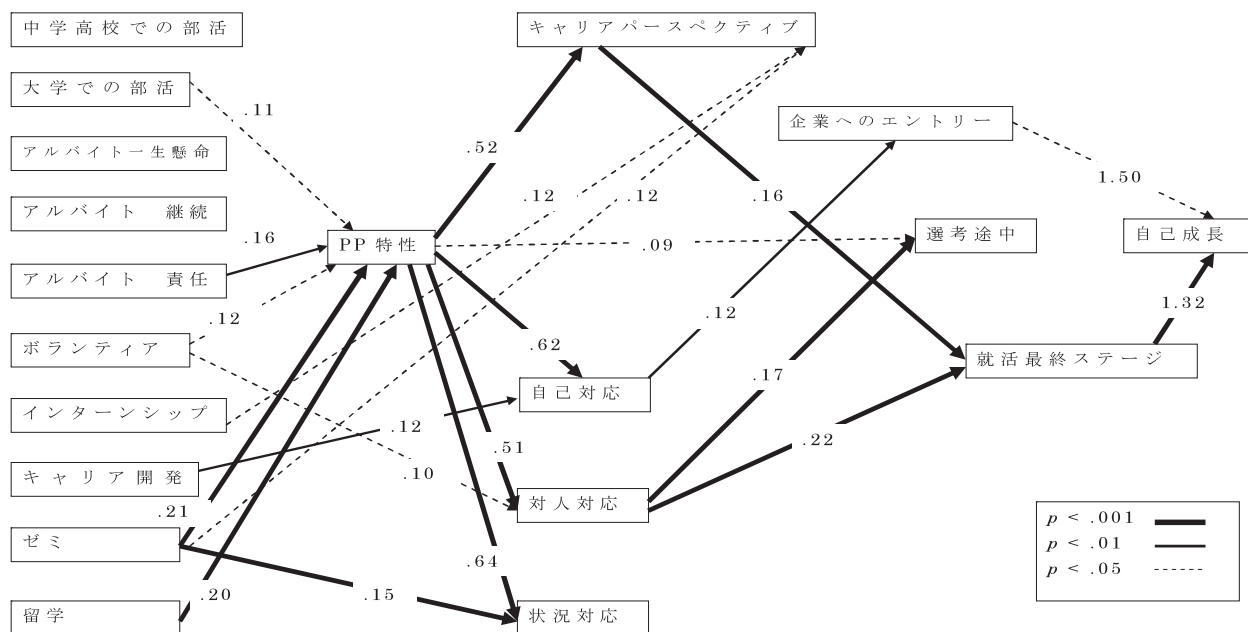 中学高校での部活
大学での部活
アルバイト一生懸命
アルバイト　継続
アルバイト　責任
ボランティア
インターンシップ
キャリア開発
ゼミ
留学
PP特性
キャリアパースペクティブ
自己対応
対人対応
状況対応
企業へのエントリー
選考途中
就活最終ステージ
自己成長
.11
.16
.12
.21
.20
.52
.12
.12
.09
.62
.12
.51
.10
.64
.15
.16
.12
.17
.22
1.50
1.32
p < .001
p < .01
p < .05